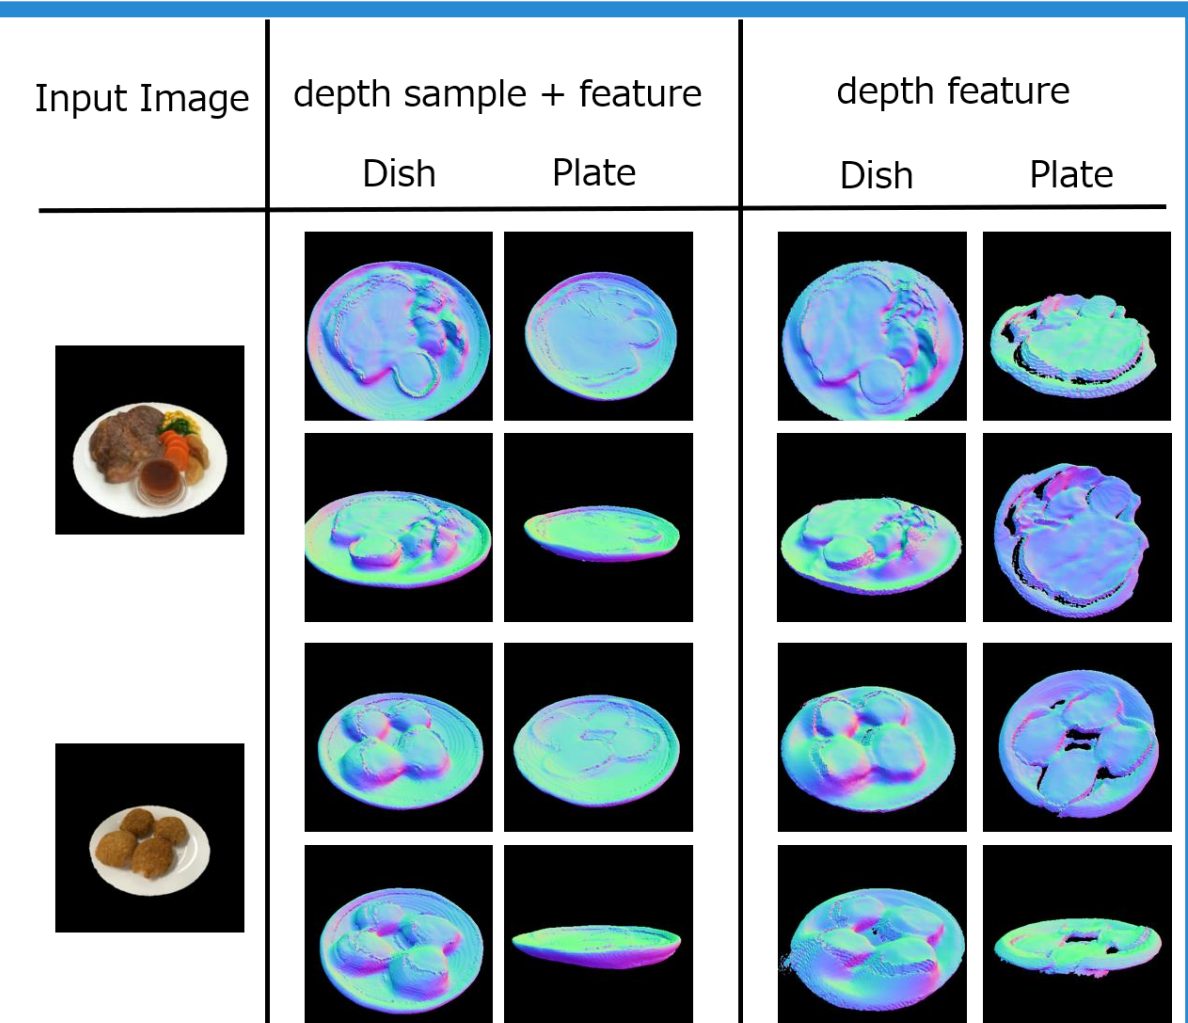 Input Image
depth sample + feature
depth feature
Dish
Plate
Dish
Plate